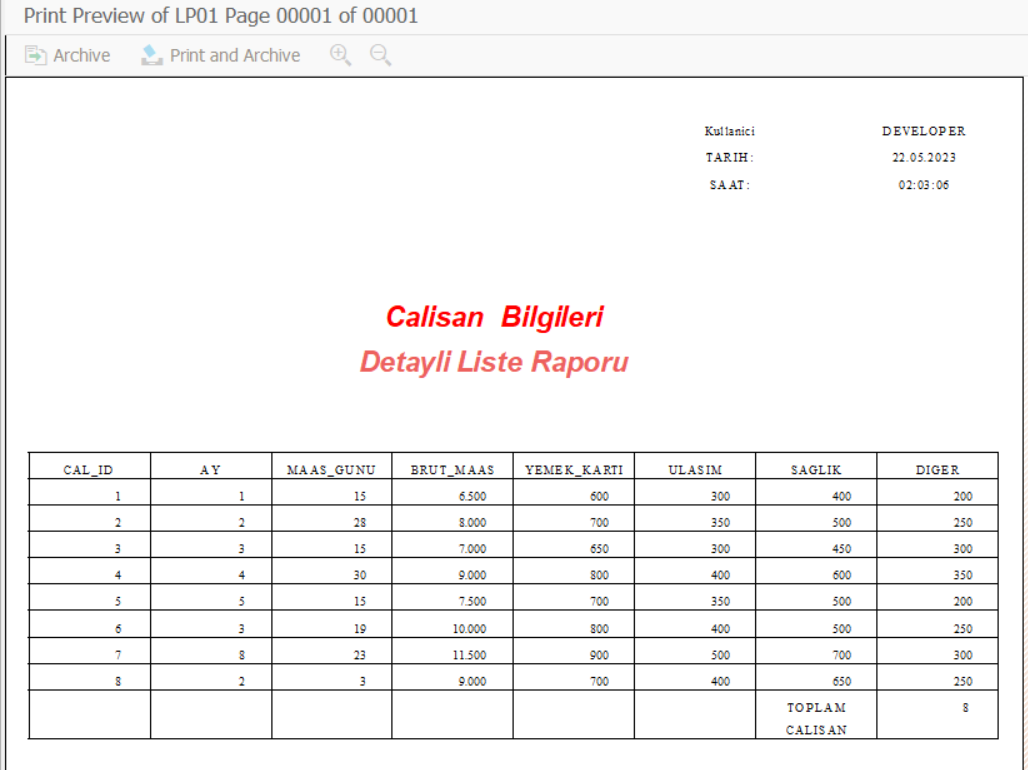 Print Preview of LP01 Page 00001 of 00001
Archive Print and Archive
Kullanici DEVELOPER
TARIH: 22.05.2023
SAAT: 02:03:06
Calisan Bilgileri
Detayli Liste Raporu
CAL_ID AY MAAS_GUNU BRUT_MAAS YEMEK_KARTI ULASIM SAGLIK DIGER
1 1 15 6.500 600 300 400 200
2 2 28 8.000 700 350 500 250
3 3 15 7.000 650 300 450 300
4 4 30 9.000 800 400 600 350
5 5 15 7.500 700 350 500 200
6 3 19 10.000 800 400 500 250
7 8 23 11.500 900 500 700 300
8 2 3 9.000 700 400 650 250
TOPLAM 8
CALISAN